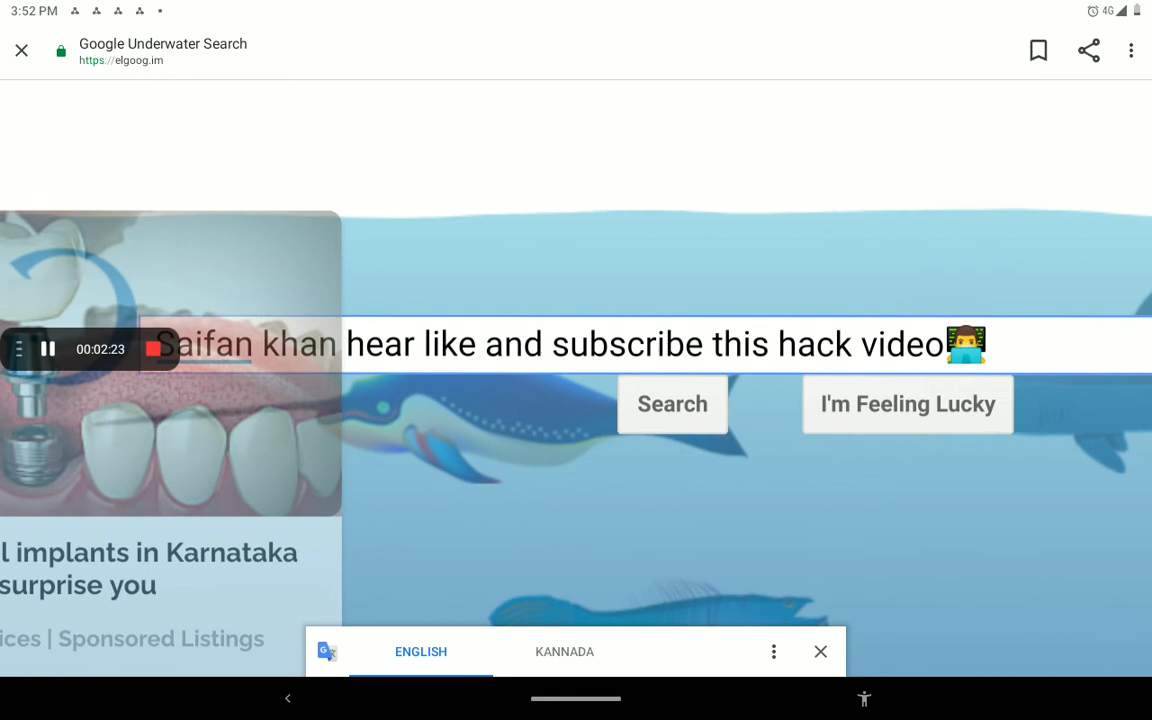 3:52 PM
4G
Google Underwater Search
https://elgoog.im
00:02:23
Saifan khan hear like and subscribe this hack video👨‍💻
Search
I'm Feeling Lucky
l implants in Karnataka
surprise you
ices | Sponsored Listings
ENGLISH
KANNADA